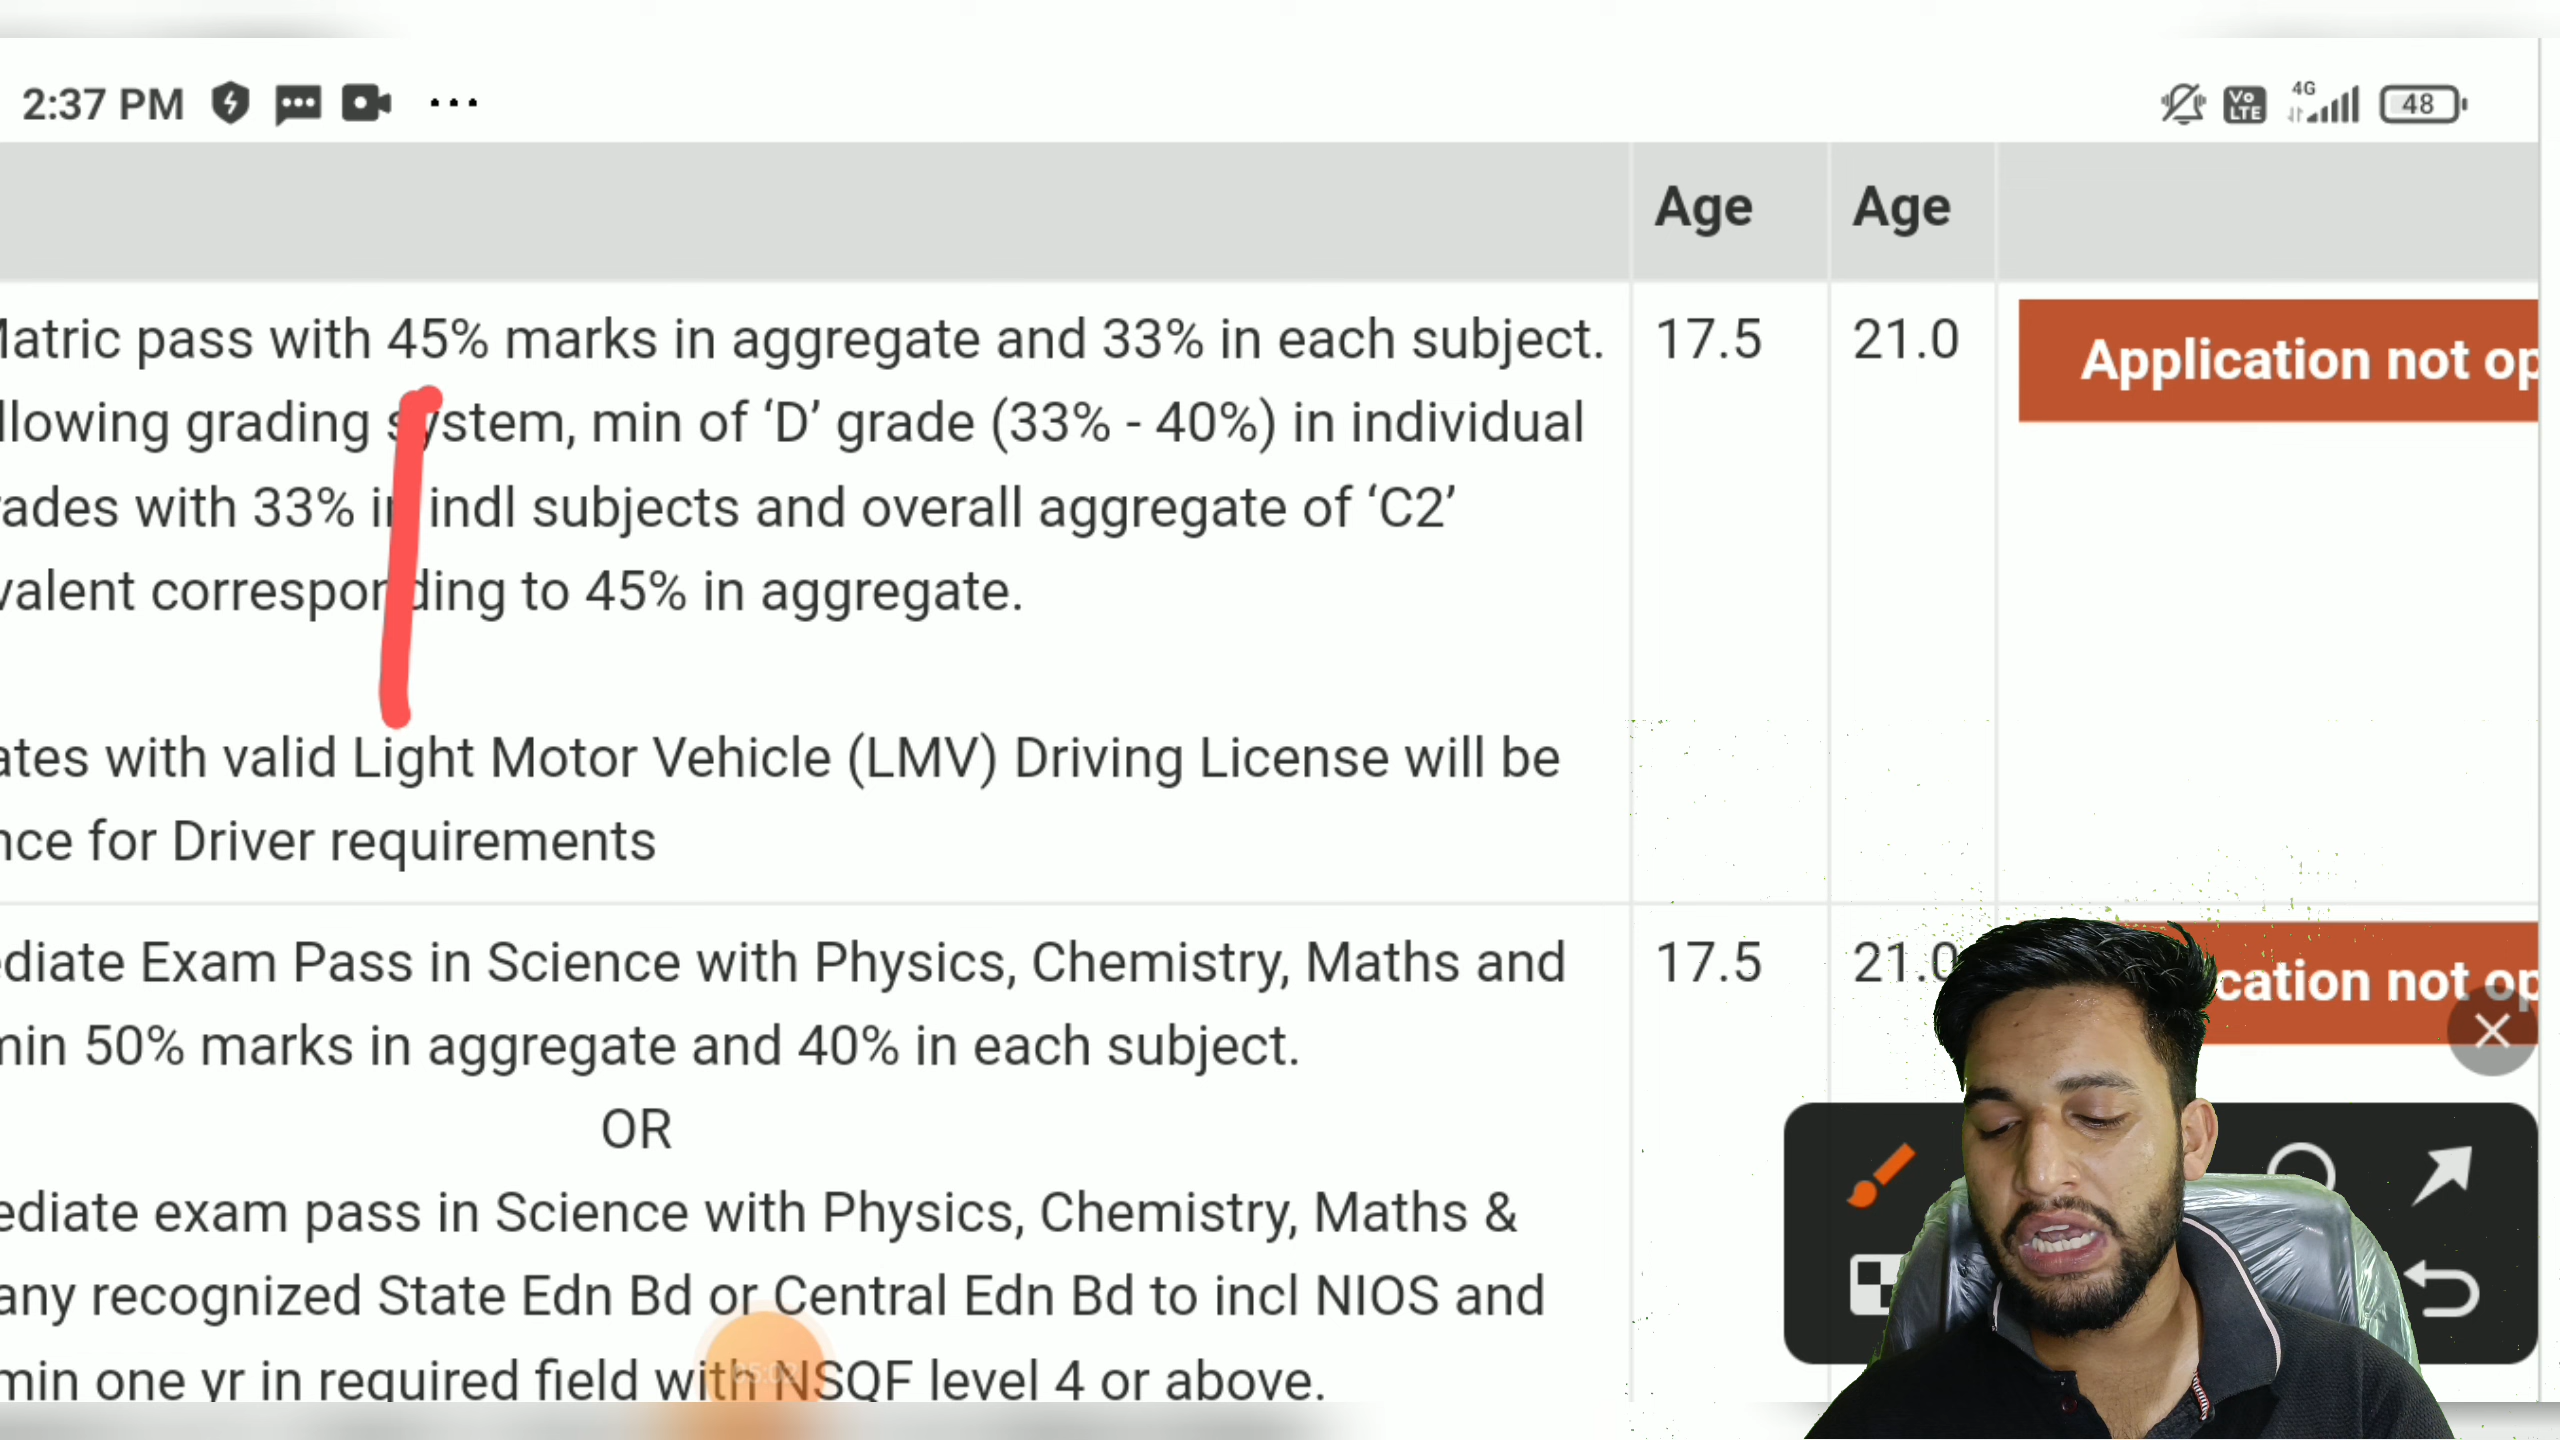 2:37 PM
Vo LTE 4G 48
Age Age
Matric pass with 45% marks in aggregate and 33% in each subject. 17.5 21.0 Application not op
llowing grading system, min of ‘D’ grade (33% - 40%) in individual
rades with 33% in indl subjects and overall aggregate of ‘C2’
valent corresponding to 45% in aggregate.
ates with valid Light Motor Vehicle (LMV) Driving License will be
nce for Driver requirements
ediate Exam Pass in Science with Physics, Chemistry, Maths and 17.5 21.0 cation not op
min 50% marks in aggregate and 40% in each subject.
OR
ediate exam pass in Science with Physics, Chemistry, Maths &
any recognized State Edn Bd or Central Edn Bd to incl NIOS and
min one yr in required field with NSQF level 4 or above.